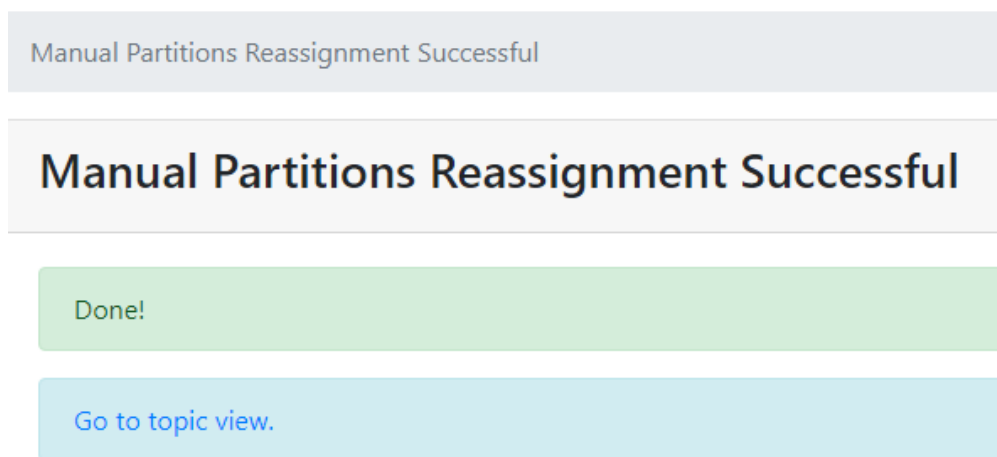 Manual Partitions Reassignment Successful
Manual Partitions Reassignment Successful
Done!
Go to topic view.